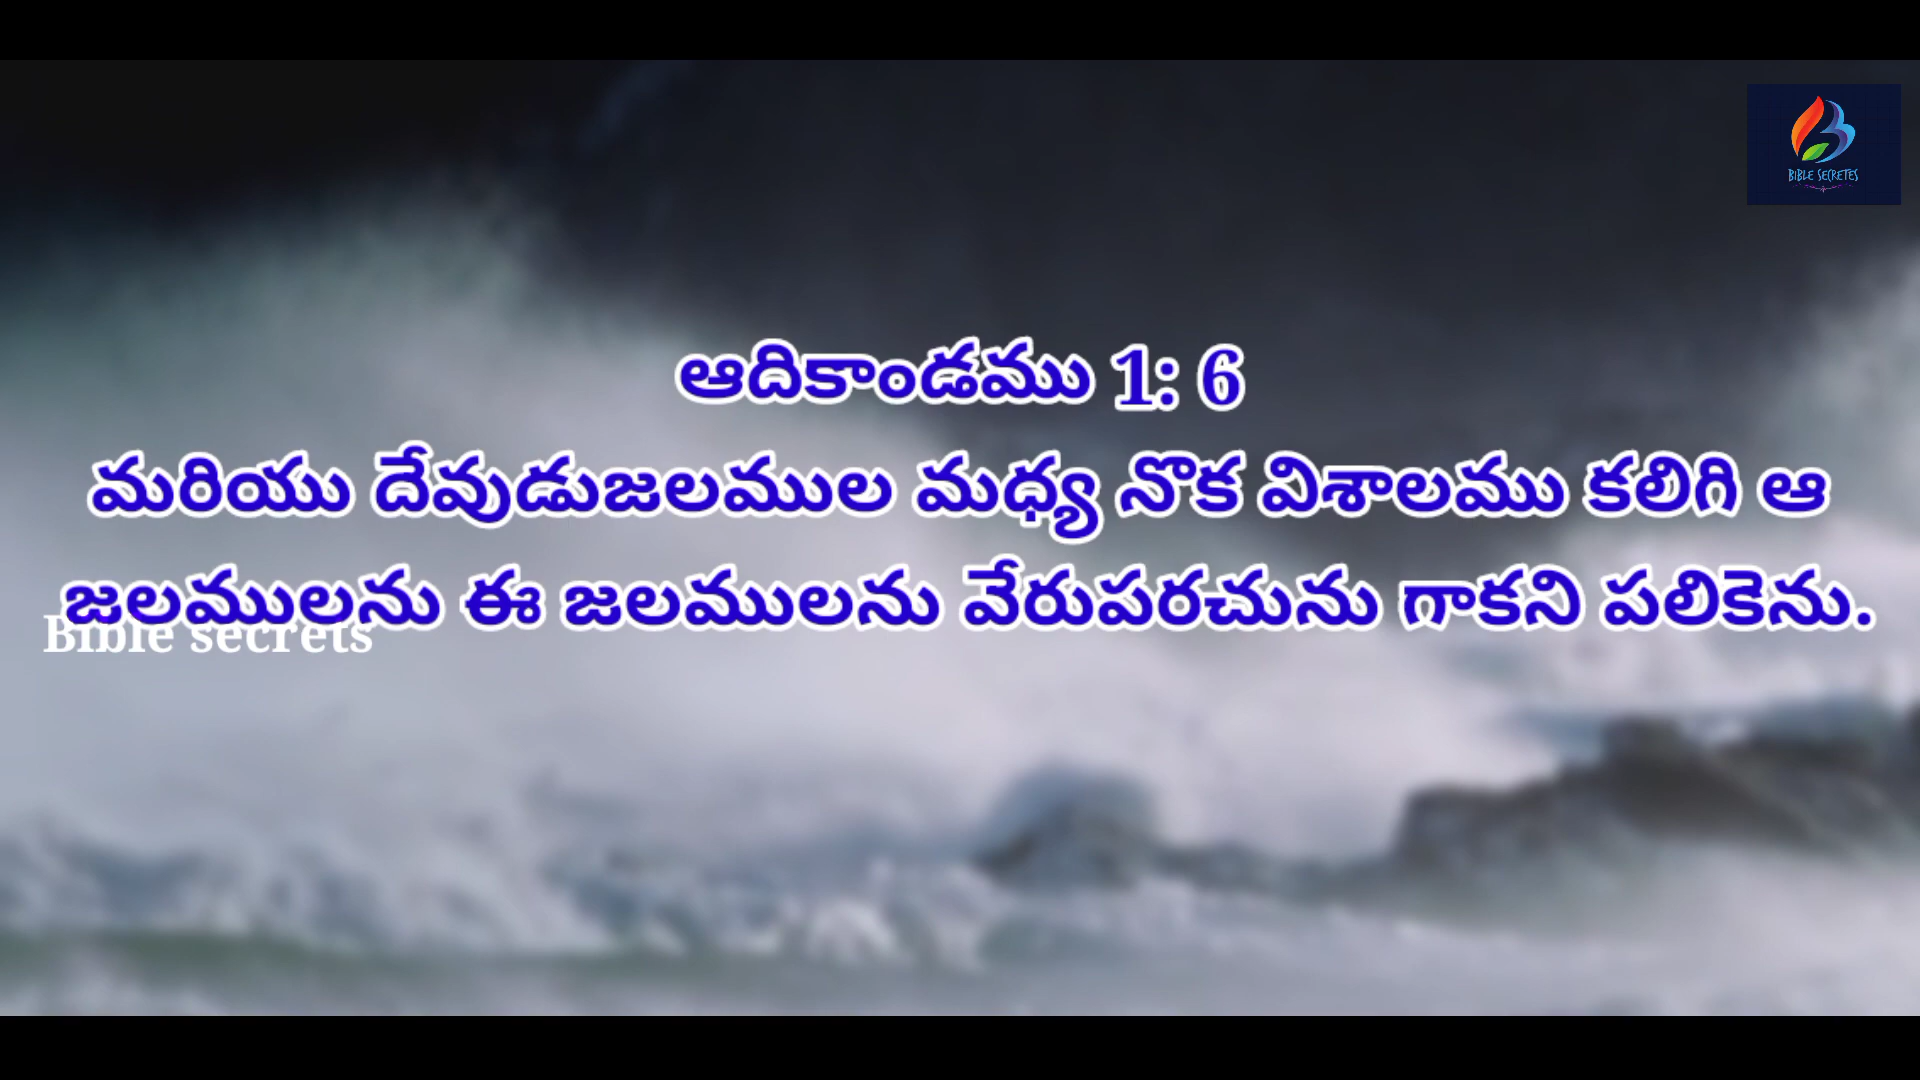 BIBLE SECRETES
ఆదికాండము 1: 6
మరియు దేవుడుజలముల మధ్య నొక విశాలము కలిగి ఆ
జలములను ఈ జలములను వేరుపరచును గాకని పలికెను.
Bible secrets